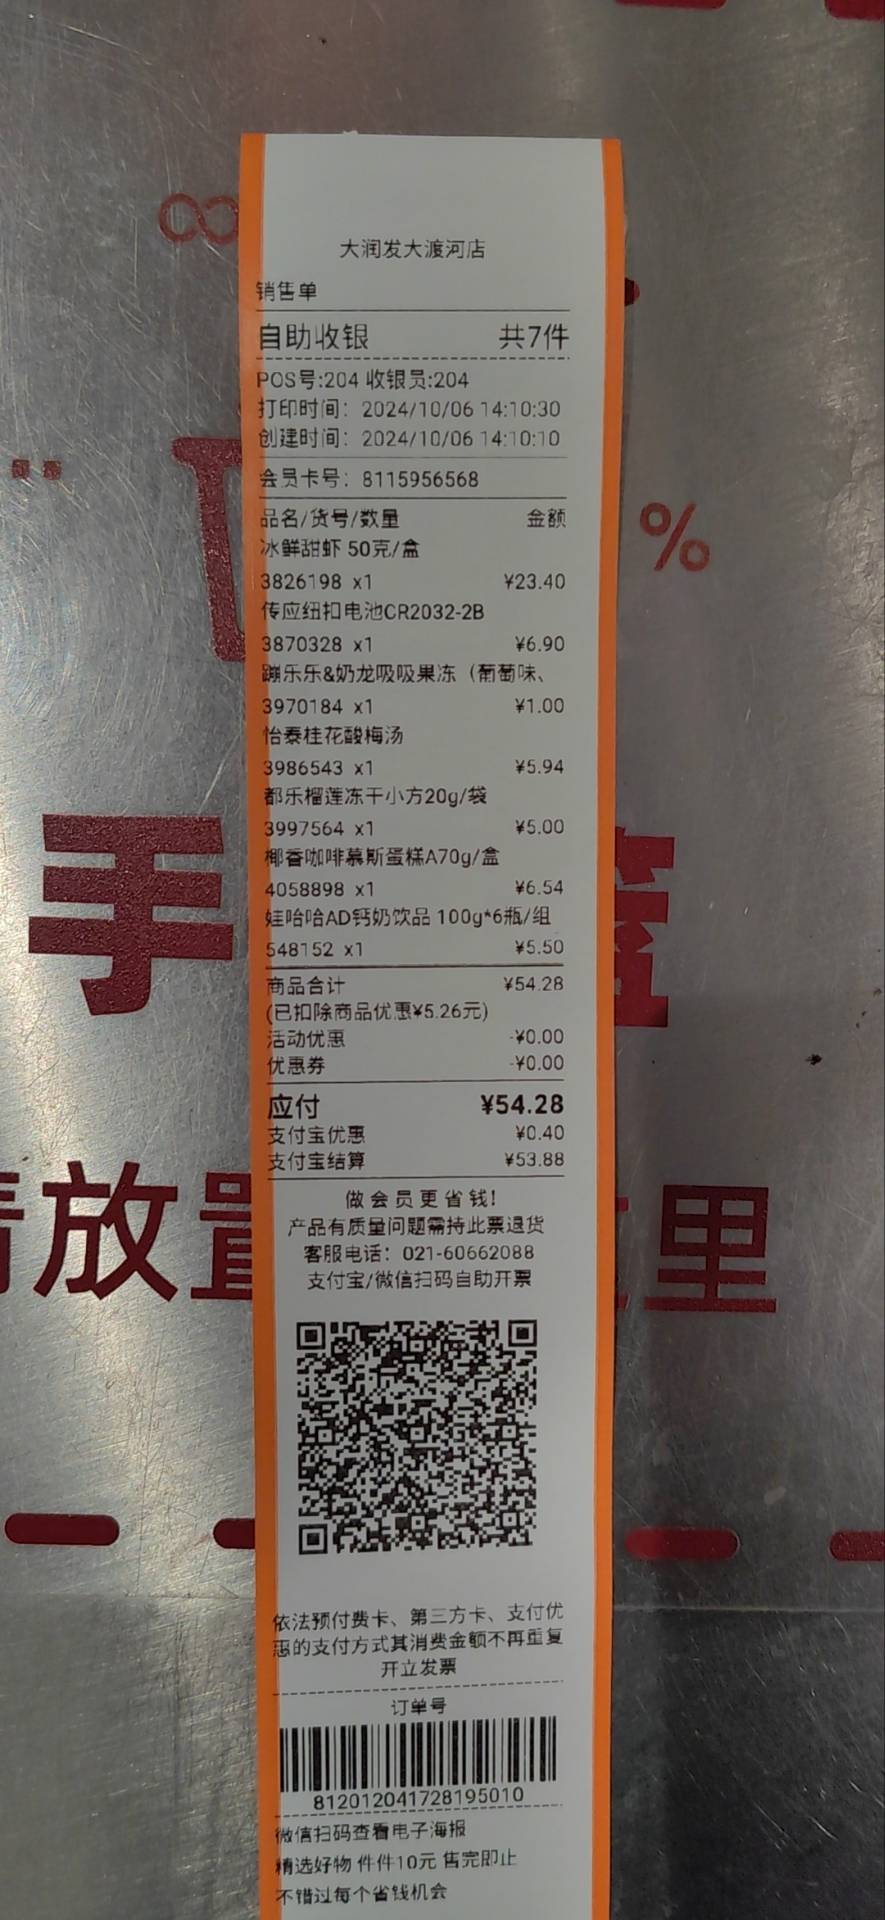 大润发大渡河店
销售单
自助收银 共7件
POS号:204 收银员:204
打印时间：2024/10/06 14:10:30
创建时间：2024/10/06 14:10:10
会员卡号：8115956568
品名/货号/数量 金额
冰鲜甜虾 50克/盒
3826198 x1 ¥23.40
传应纽扣电池CR2032-2B
3870328 x1 ¥6.90
蹦乐乐&奶龙吸吸果冻（葡萄味、
3970184 x1 ¥1.00
怡泰桂花酸梅汤
3986543 x1 ¥5.94
都乐榴莲冻干小方20g/袋
3997564 x1 ¥5.00
椰香咖啡慕斯蛋糕A70g/盒
4058898 x1 ¥6.54
娃哈哈AD钙奶饮品 100g*6瓶/组
548152 x1 ¥5.50
商品合计 ¥54.28
(已扣除商品优惠¥5.26元)
活动优惠 -¥0.00
优惠券 -¥0.00
应付 ¥54.28
支付宝优惠 ¥0.40
支付宝结算 ¥53.88
做会员更省钱!
产品有质量问题需持此票退货
客服电话：021-60662088
支付宝/微信扫码自助开票
依法预付费卡、第三方卡、支付优
惠的支付方式其消费金额不再重复
开立发票
订单号
812012041728195010
微信扫码查看电子海报
精选好物 件件10元 售完即止
不错过每个省钱机会
%
手
放置
里